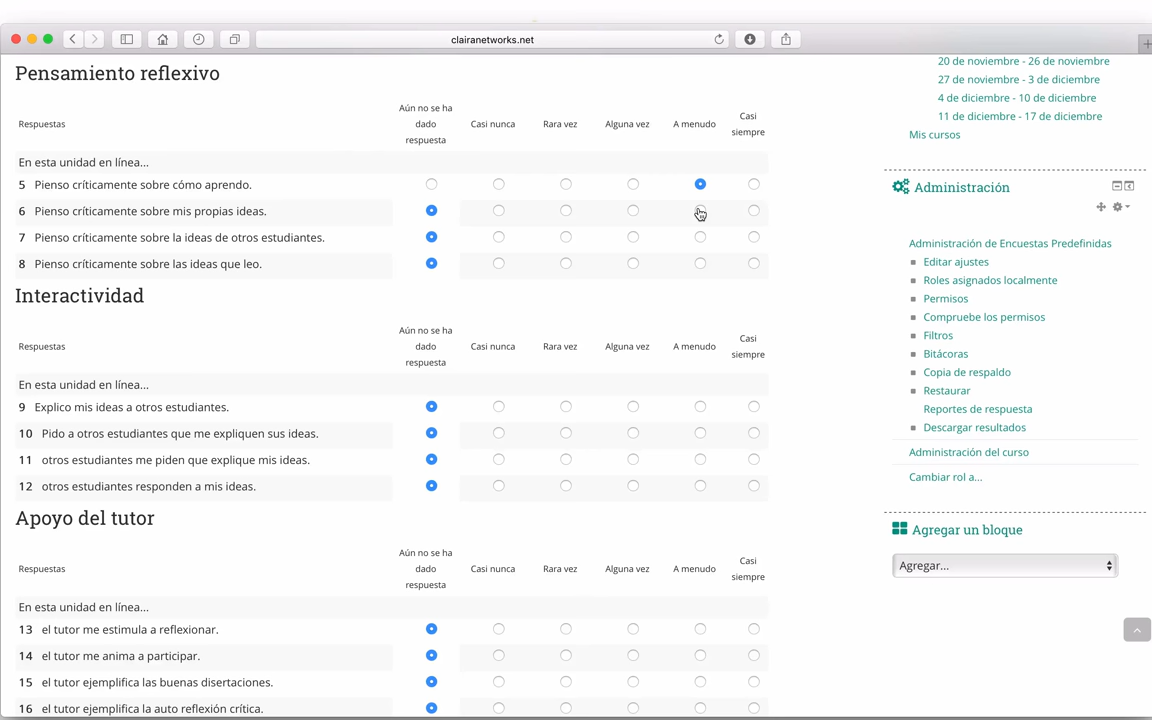 clairanetworks.net
Pensamiento reflexivo
Respuestas
Aún no se ha dado respuesta
Casi nunca
Rara vez
Alguna vez
A menudo
Casi siempre
En esta unidad en línea...
5 Pienso críticamente sobre cómo aprendo.
6 Pienso críticamente sobre mis propias ideas.
7 Pienso críticamente sobre la ideas de otros estudiantes.
8 Pienso críticamente sobre las ideas que leo.
Interactividad
Respuestas
Aún no se ha dado respuesta
Casi nunca
Rara vez
Alguna vez
A menudo
Casi siempre
En esta unidad en línea...
9 Explico mis ideas a otros estudiantes.
10 Pido a otros estudiantes que me expliquen sus ideas.
11 otros estudiantes me piden que explique mis ideas.
12 otros estudiantes responden a mis ideas.
Apoyo del tutor
Respuestas
Aún no se ha dado respuesta
Casi nunca
Rara vez
Alguna vez
A menudo
Casi siempre
En esta unidad en línea...
13 el tutor me estimula a reflexionar.
14 el tutor me anima a participar.
15 el tutor ejemplifica las buenas disertaciones.
16 el tutor ejemplifica la auto reflexión crítica.
20 de noviembre - 26 de noviembre
27 de noviembre - 3 de diciembre
4 de diciembre - 10 de diciembre
11 de diciembre - 17 de diciembre
Mis cursos
Administración
Administración de Encuestas Predefinidas
Editar ajustes
Roles asignados localmente
Permisos
Compruebe los permisos
Filtros
Bitácoras
Copia de respaldo
Restaurar
Reportes de respuesta
Descargar resultados
Administración del curso
Cambiar rol a...
Agregar un bloque
Agregar...